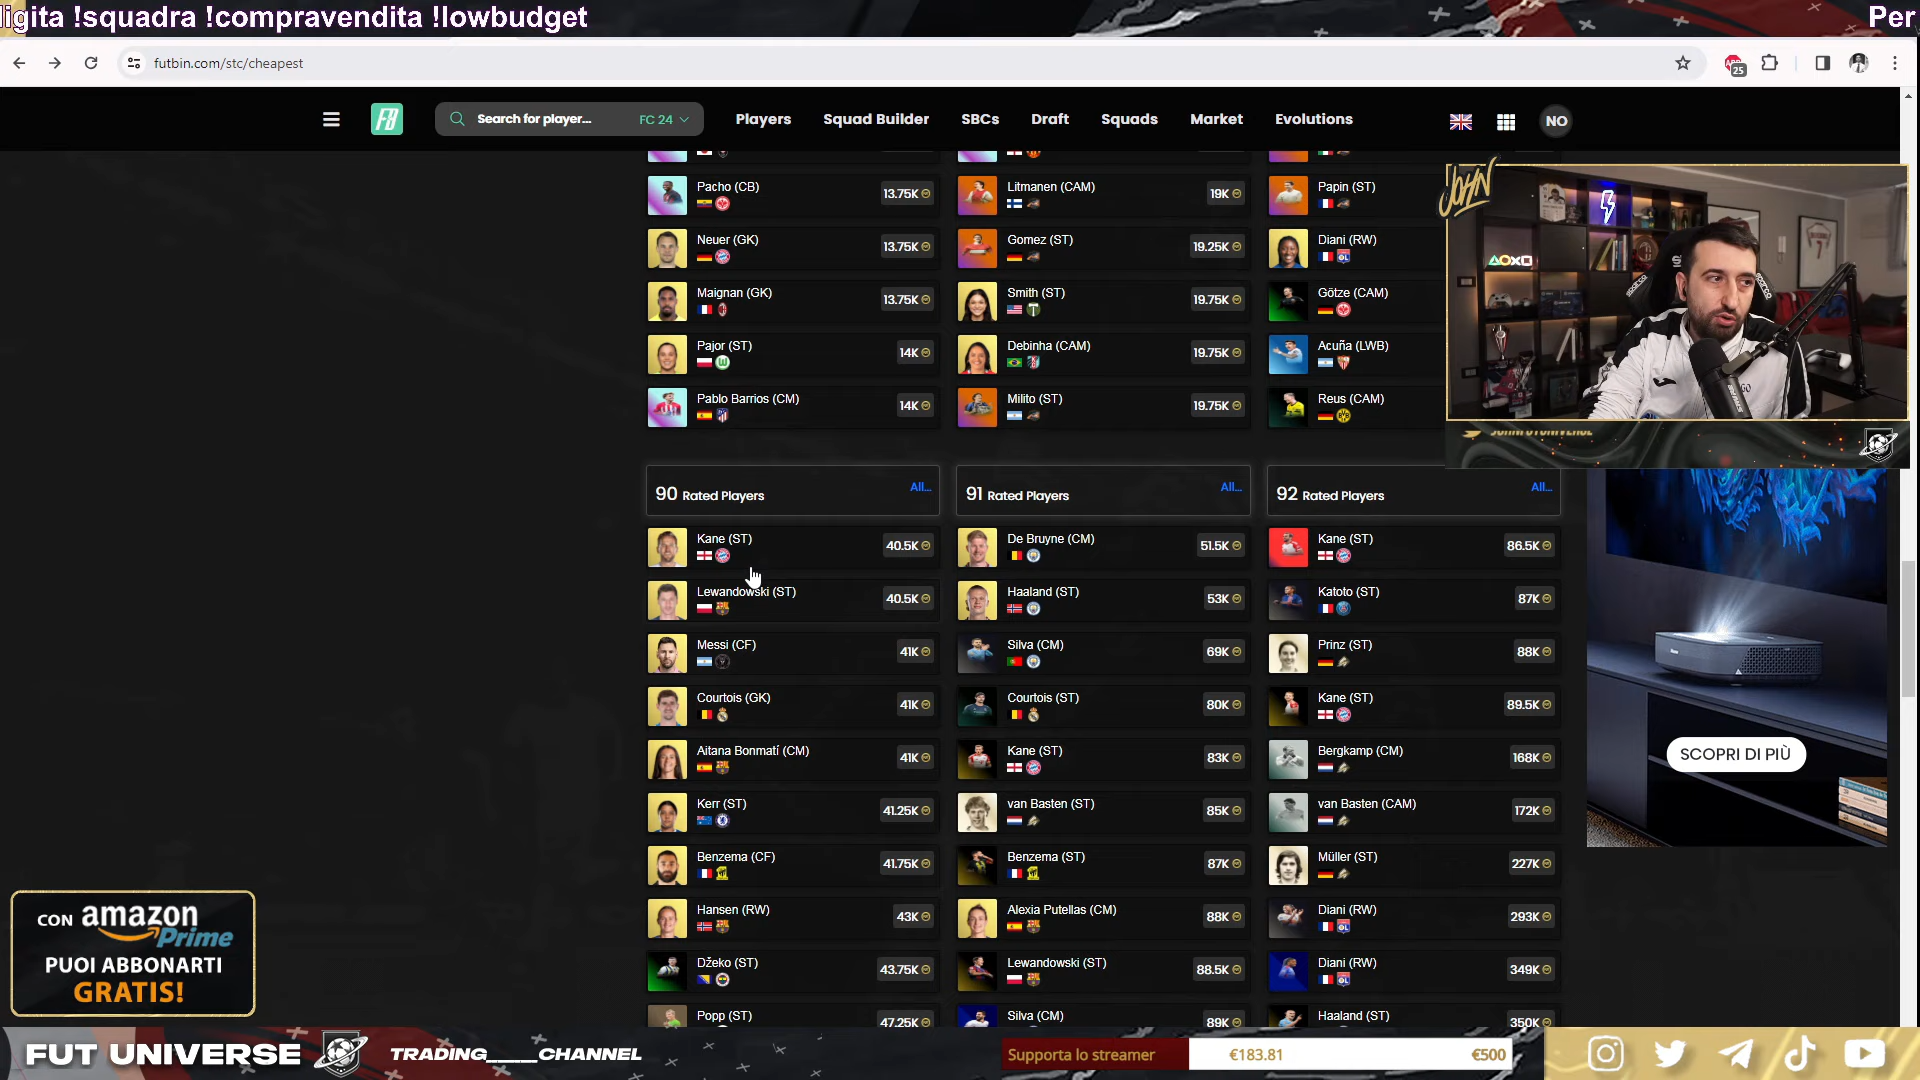 digita !squadra !compravendita !lowbudget
Per
futbin.com/stc/cheapest
25
FB
Search for player...
FC 24
Players
Squad Builder
SBCs
Draft
Squads
Market
Evolutions
NO
JOHN
Pacho (CB)
13.75K
Litmanen (CAM)
19K
Papin (ST)
Neuer (GK)
13.75K
Gomez (ST)
19.25K
Diani (RW)
Maignan (GK)
13.75K
Smith (ST)
19.75K
Götze (CAM)
Pajor (ST)
14K
Debinha (CAM)
19.75K
Acuña (LWB)
Pablo Barrios (CM)
14K
Milito (ST)
19.75K
Reus (CAM)
90 Rated Players
All...
91 Rated Players
All...
92 Rated Players
All...
Kane (ST)
40.5K
De Bruyne (CM)
51.5K
Kane (ST)
86.5K
Lewandowski (ST)
40.5K
Haaland (ST)
53K
Katoto (ST)
87K
Messi (CF)
41K
Silva (CM)
69K
Prinz (ST)
88K
Courtois (GK)
41K
Courtois (ST)
80K
Kane (ST)
89.5K
Aitana Bonmatí (CM)
41K
Kane (ST)
83K
Bergkamp (CM)
168K
Kerr (ST)
41.25K
van Basten (ST)
85K
van Basten (CAM)
172K
Benzema (CF)
41.75K
Benzema (ST)
87K
Müller (ST)
227K
Hansen (RW)
43K
Alexia Putellas (CM)
88K
Diani (RW)
293K
Džeko (ST)
43.75K
Lewandowski (ST)
88.5K
Diani (RW)
349K
Popp (ST)
47.25K
Silva (CM)
89K
Haaland (ST)
350K
SCOPRI DI PIÙ
CON amazon
Prime
PUOI ABBONARTI
GRATIS!
FUT UNIVERSE
TRADING____CHANNEL
Supporta lo streamer
€183.81
€500